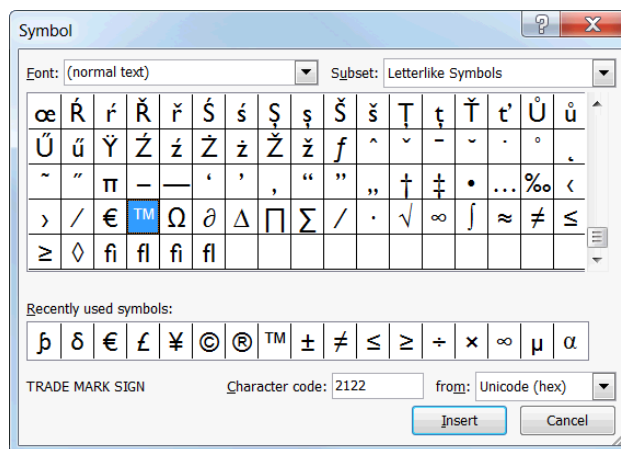 Symbol
Font: (normal text) Subset: Letterlike Symbols
œ Ŕ ŕ Ř ř Ś ś Ş ş Š š Ţ ţ Ť ť Ů ů
Ű ű Ÿ Ź ź Ż ż Ž ž ƒ ˆ ˇ ˉ ˘ ˙ ˚ ˛
˜ ˝ π – — ‘ ’ ‚ “ ” „ † ‡ • … ‰ ‹
› ⁄ € ™ Ω ∂ ∆ ∏ ∑ ∕ ∙ √ ∞ ∫ ≈ ≠ ≤
≥ ◊ ﬁ ﬂ ﬁ ﬂ
Recently used symbols:
δ € £ ¥ © ® ™ ± ≠ ≤ ≥ ÷ × ∞ µ α
TRADE MARK SIGN Character code: 2122 from: Unicode (hex)
Insert Cancel